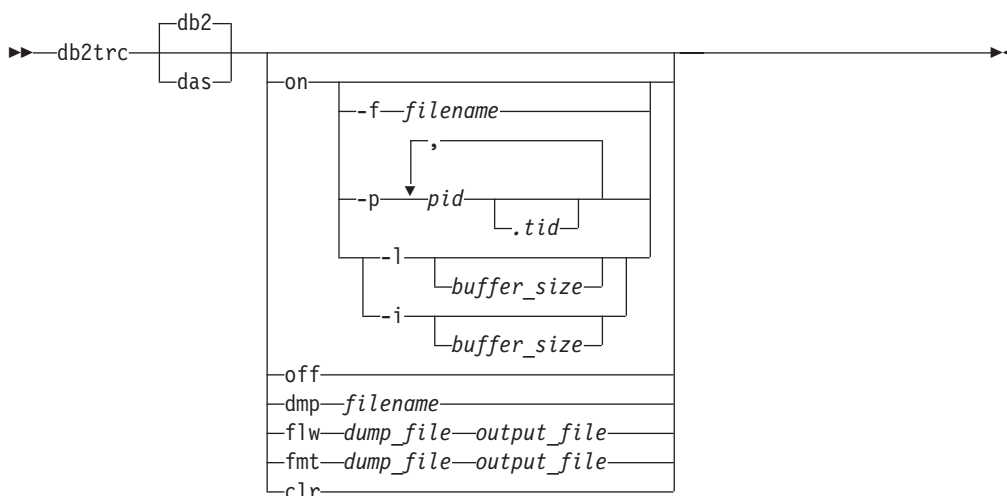 db2
db2trc
das
on
-f filename
,
-p pid
.tid
-l
buffer_size
-i
buffer_size
off
dmp filename
flw dump_file output_file
fmt dump_file output_file
clr